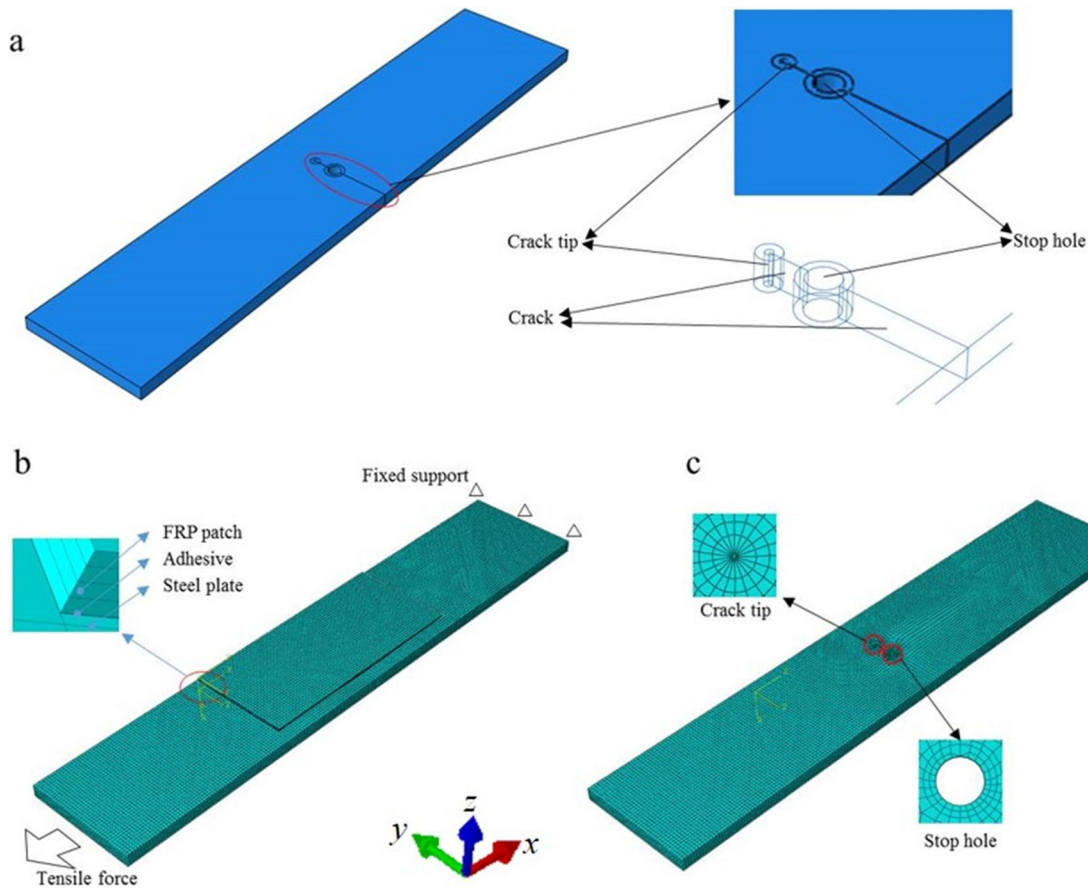 a
Crack tip
Stop hole
Crack
b
Fixed support
FRP patch
Adhesive
Steel plate
Tensile force
z
y
x
c
Crack tip
Stop hole